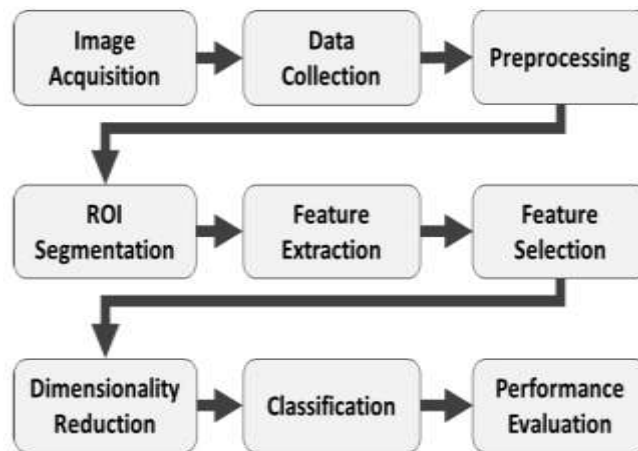 Image
Acquisition
Data
Collection
Preprocessing
ROI
Segmentation
Feature
Extraction
Feature
Selection
Dimensionality
Reduction
Classification
Performance
Evaluation